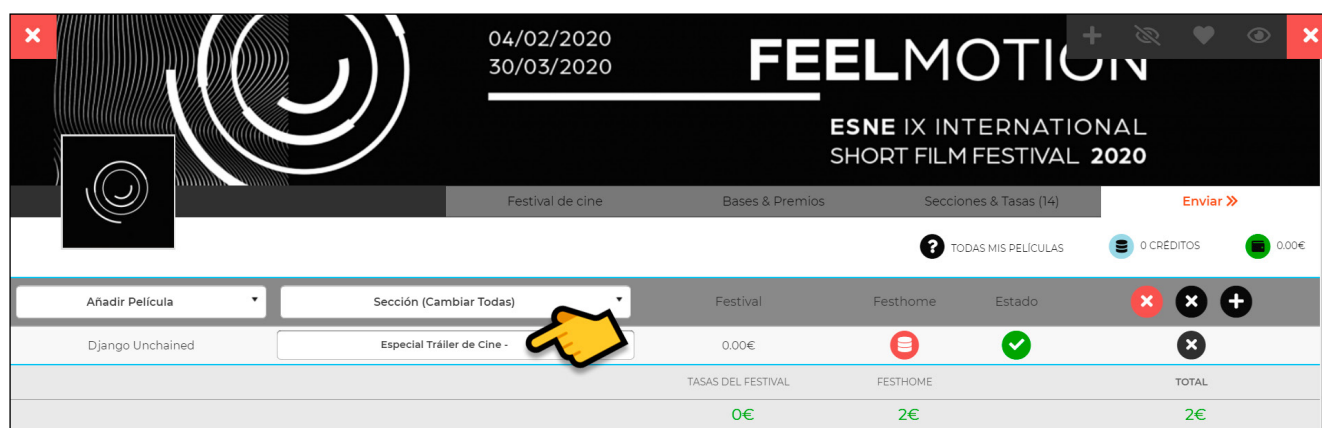 04/02/2020
30/03/2020
FEELMOTION
ESNE IX INTERNATIONAL
SHORT FILM FESTIVAL 2020
Festival de cine Bases & Premios Secciones & Tasas (14) Enviar »
? TODAS MIS PELÍCULAS 0 CRÉDITOS 0.00€
Añadir Película Sección (Cambiar Todas) Festival Festhome Estado
Django Unchained Especial Tráiler de Cine - 0.00€
TASAS DEL FESTIVAL FESTHOME TOTAL
0€ 2€ 2€